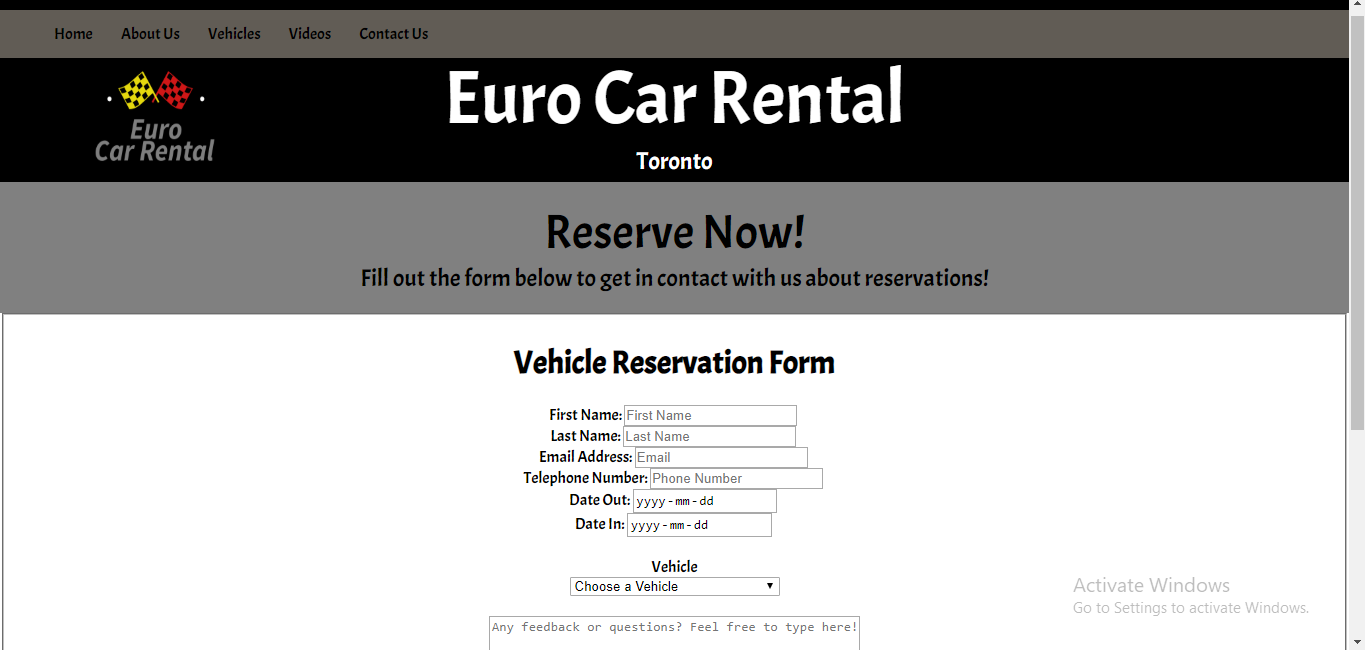 Home About Us Vehicles Videos Contact Us
Euro Car Rental
Euro
Car Rental
Toronto
Reserve Now!
Fill out the form below to get in contact with us about reservations!
Vehicle Reservation Form
First Name: First Name
Last Name: Last Name
Email Address: Email
Telephone Number: Phone Number
Date Out: yyyy-mm-dd
Date In: yyyy-mm-dd
Vehicle
Choose a Vehicle
Activate Windows
Go to Settings to activate Windows.
Any feedback or questions? Feel free to type here!